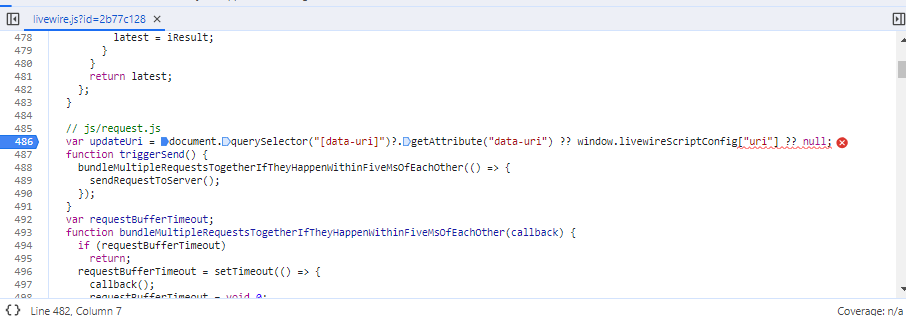 livewire.js?id=2b77c128 ×
478 latest = iResult;
479 }
480 }
481 return latest;
482 };
483 }
484
485 // js/request.js
486 var updateUri = document.querySelector("[data-uri]")?.getAttribute("data-uri") ?? window.livewireScriptConfig["uri"] ?? null;
487 function triggerSend() {
488 bundleMultipleRequestsTogetherIfTheyHappenWithinFiveMsOfEachOther(() => {
489 sendRequestToServer();
490 });
491 }
492 var requestBufferTimeout;
493 function bundleMultipleRequestsTogetherIfTheyHappenWithinFiveMsOfEachOther(callback) {
494 if (requestBufferTimeout)
495 return;
496 requestBufferTimeout = setTimeout(() => {
497 callback();
498 requestBufferTimeout = void 0;
{} Line 482, Column 7 Coverage: n/a